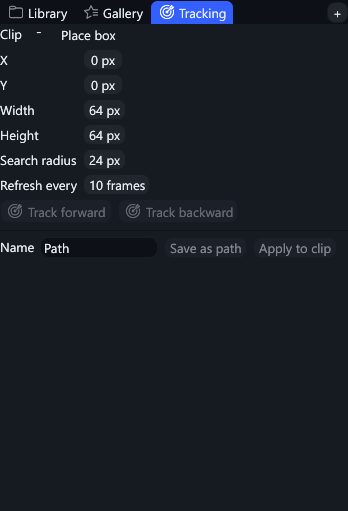 Library Gallery Tracking +
Clip - Place box
X 0 px
Y 0 px
Width 64 px
Height 64 px
Search radius 24 px
Refresh every 10 frames
Track forward Track backward
Name Path Save as path Apply to clip